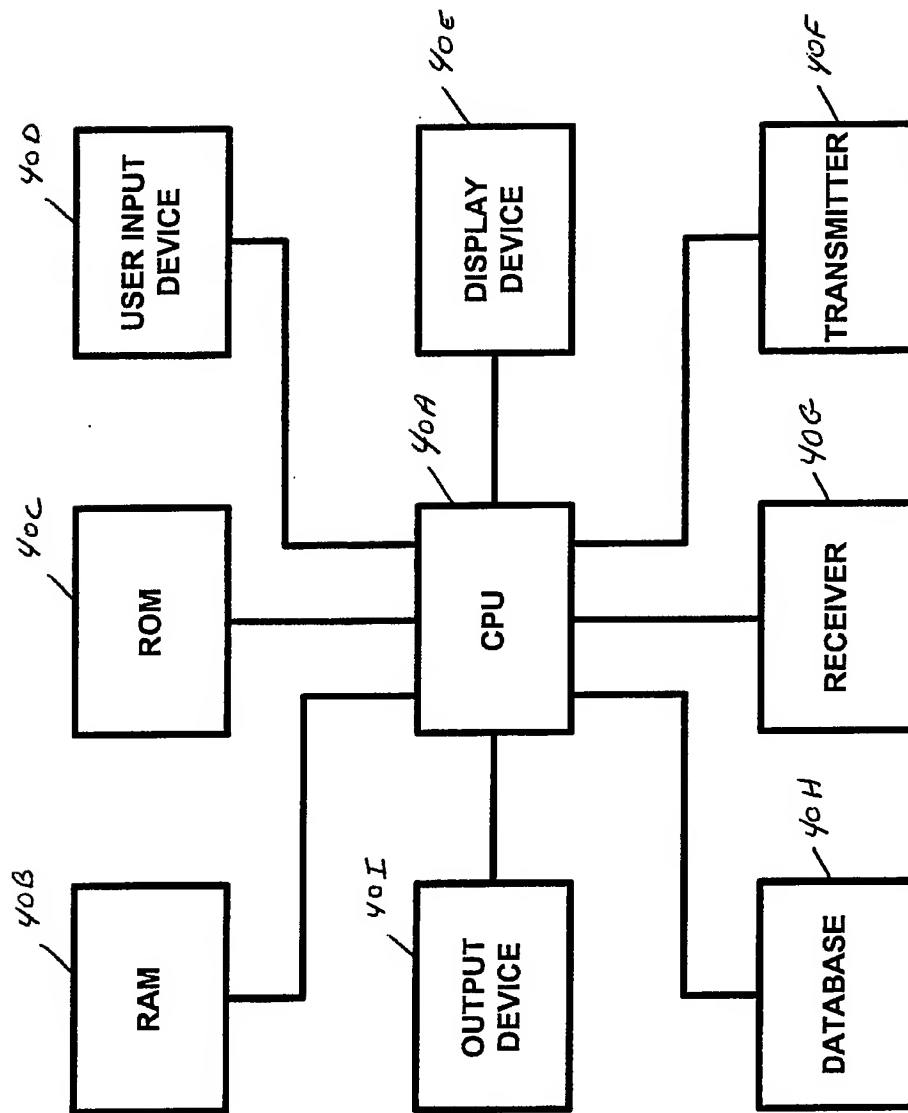 40B
RAM
40C
ROM
40D
USER INPUT
DEVICE
40I
OUTPUT
DEVICE
40A
CPU
40E
DISPLAY
DEVICE
40H
DATABASE
40G
RECEIVER
40F
TRANSMITTER